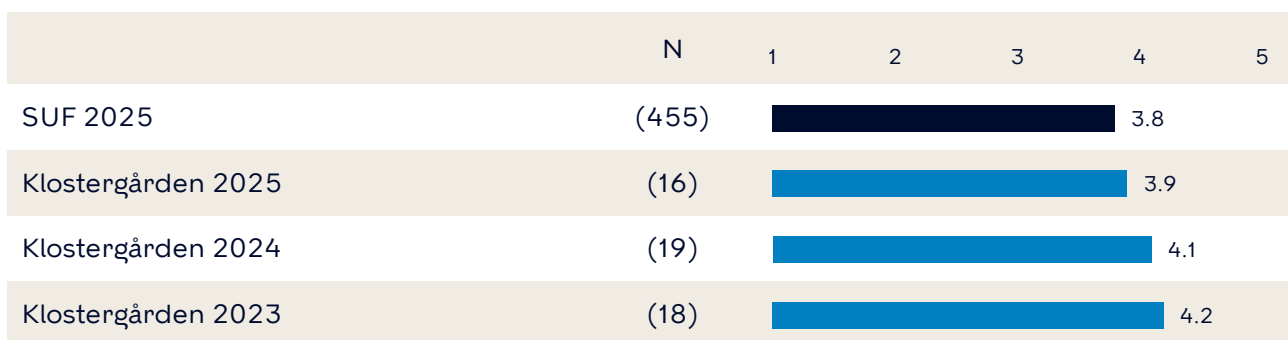 N 1 2 3 4 5
SUF 2025 (455) 3.8
Klostergården 2025 (16) 3.9
Klostergården 2024 (19) 4.1
Klostergården 2023 (18) 4.2